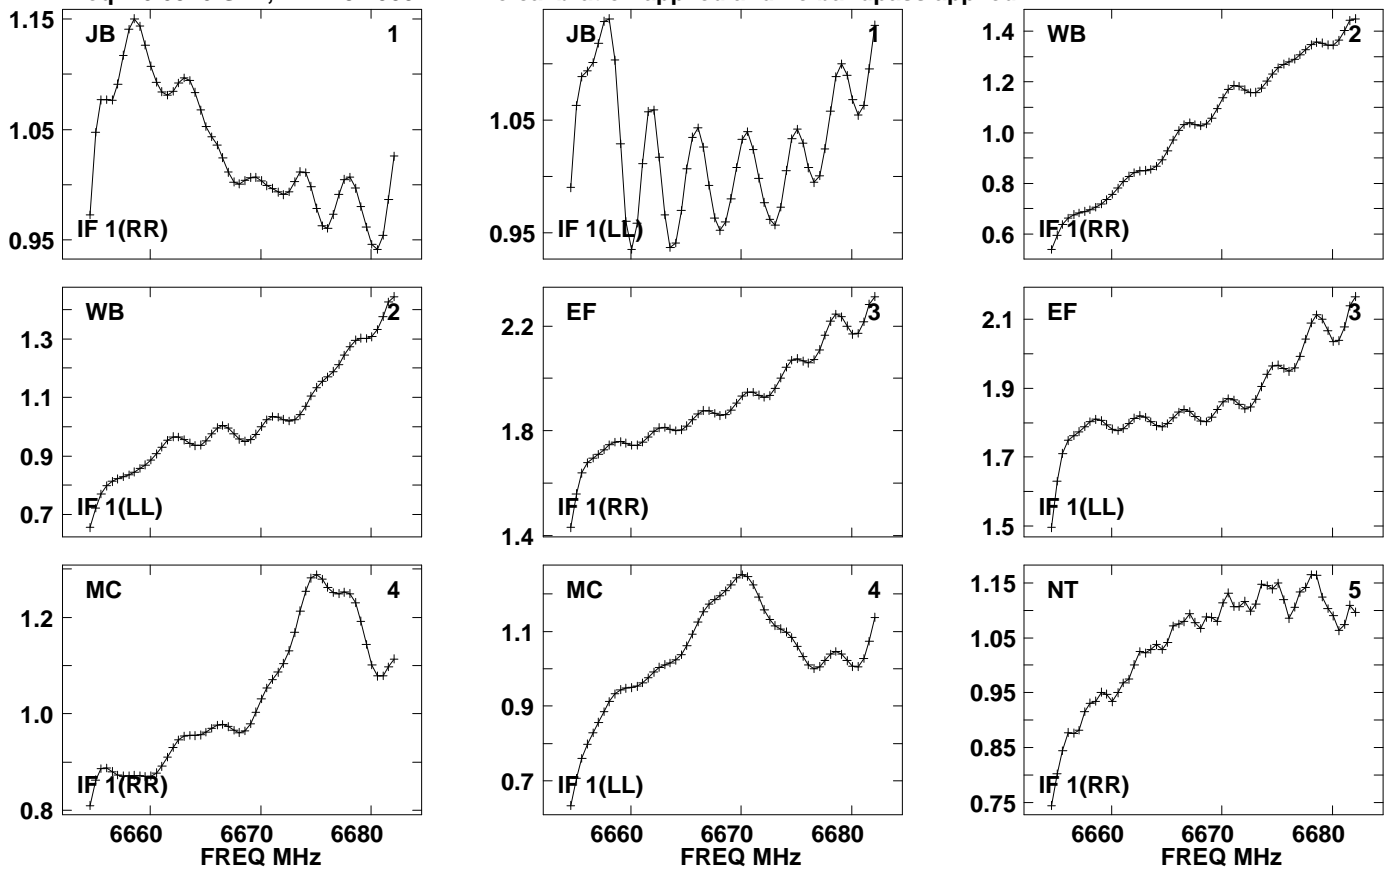 1.15
JB
1
1.05
0.95
IF 1(RR)
JB
1
1.05
0.95
IF 1(LL)
WB
2
1.4
1.2
1.0
0.8
0.6
IF 1(RR)
WB
2
1.3
1.1
0.9
0.7
IF 1(LL)
EF
3
2.2
1.8
1.4
IF 1(RR)
EF
3
2.1
1.9
1.7
1.5
IF 1(LL)
MC
4
1.2
1.0
0.8
IF 1(RR)
6660 6670 6680
FREQ MHz
MC
4
1.1
0.9
0.7
IF 1(LL)
6660 6670 6680
FREQ MHz
NT
5
1.15
1.05
0.95
0.85
0.75
IF 1(RR)
6660 6670 6680
FREQ MHz